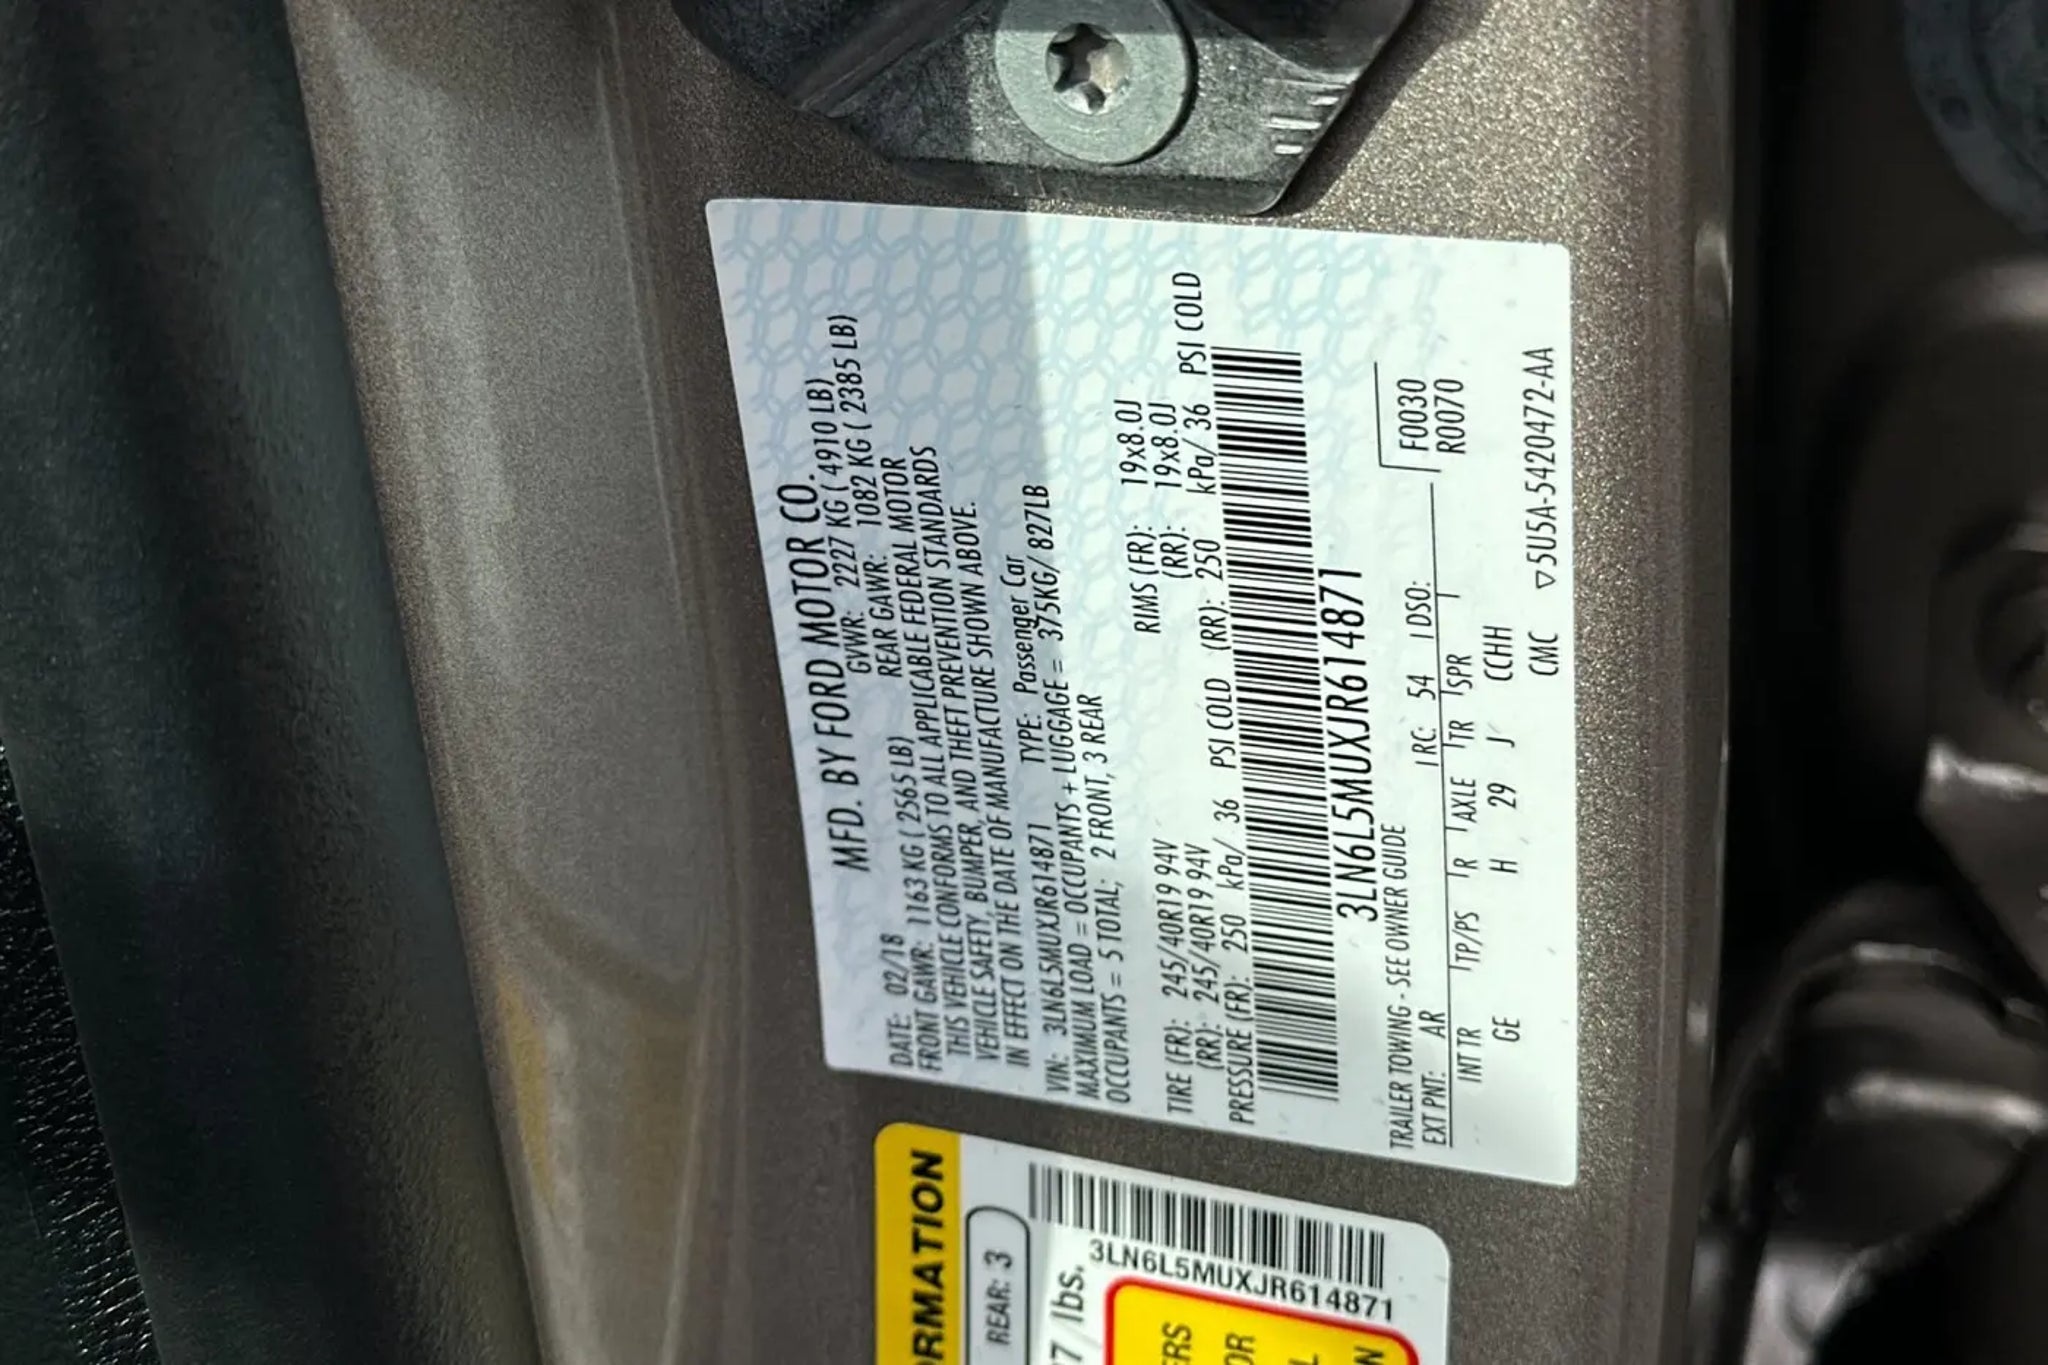 MFD. BY FORD MOTOR CO.
DATE: 02/18 GVWR: 2227 KG ( 4910 LB)
FRONT GAWR: 1163 KG ( 2565 LB) REAR GAWR: 1082 KG ( 2385 LB)
THIS VEHICLE CONFORMS TO ALL APPLICABLE FEDERAL MOTOR
VEHICLE SAFETY, BUMPER, AND THEFT PREVENTION STANDARDS
IN EFFECT ON THE DATE OF MANUFACTURE SHOWN ABOVE.
VIN: 3LN6L5MUXJR614871 TYPE: Passenger Car
MAXIMUM LOAD = OCCUPANTS + LUGGAGE = 375KG/ 827LB
OCCUPANTS = 5 TOTAL; 2 FRONT, 3 REAR
TIRE (FR): 245/40R19 94V RIMS (FR): 19x8.0J
(RR): 245/40R19 94V (RR): 19x8.0J
PRESSURE (FR): 250 kPa/ 36 PSI COLD (RR): 250 kPa/ 36 PSI COLD
3LN6L5MUXJR614871
TRAILER TOWING - SEE OWNER GUIDE
EXT PNT: AR RC: 54 DSO: F0030
R0070
INT TR TP/PS R AXLE TR SPR
GE H 29 J CCHH
CMC ▽5U5A-5420472-AA
ORMATION
REAR: 3
7 lbs.
3LN6L5MUXJR614871
ERS
OR
L
N